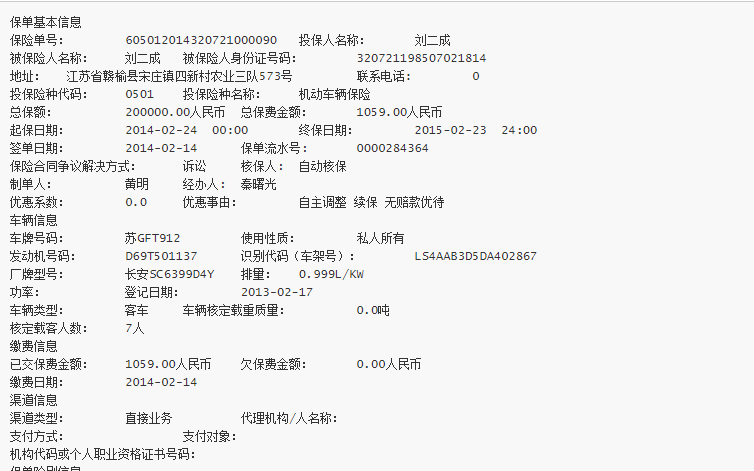 保单基本信息
保险单号: 605012014320721000090 投保人名称: 刘二成
被保险人名称: 刘二成 被保险人身份证号码: 320721198507021814
地址: 江苏省赣榆县宋庄镇四新村农业三队573号 联系电话: 0
投保险种代码: 0501 投保险种名称: 机动车辆保险
总保额: 200000.00人民币 总保费金额: 1059.00人民币
起保日期: 2014-02-24 00:00 终保日期: 2015-02-23 24:00
签单日期: 2014-02-14 保单流水号: 0000284364
保险合同争议解决方式: 诉讼 核保人: 自动核保
制单人: 黄明 经办人: 秦曙光
优惠系数: 0.0 优惠事由: 自主调整 续保 无赔款优待
车辆信息
车牌号码: 苏GFT912 使用性质: 私人所有
发动机号码: D69T501137 识别代码（车架号）: LS4AAB3D5DA402867
厂牌型号: 长安SC6399D4Y 排量: 0.999L/KW
功率: 登记日期: 2013-02-17
车辆类型: 客车 车辆核定载重质量: 0.0吨
核定载客人数: 7人
缴费信息
已交保费金额: 1059.00人民币 欠保费金额: 0.00人民币
缴费日期: 2014-02-14
渠道信息
渠道类型: 直接业务 代理机构/人名称:
支付方式: 支付对象:
机构代码或个人职业资格证书号码:
保单险别信息